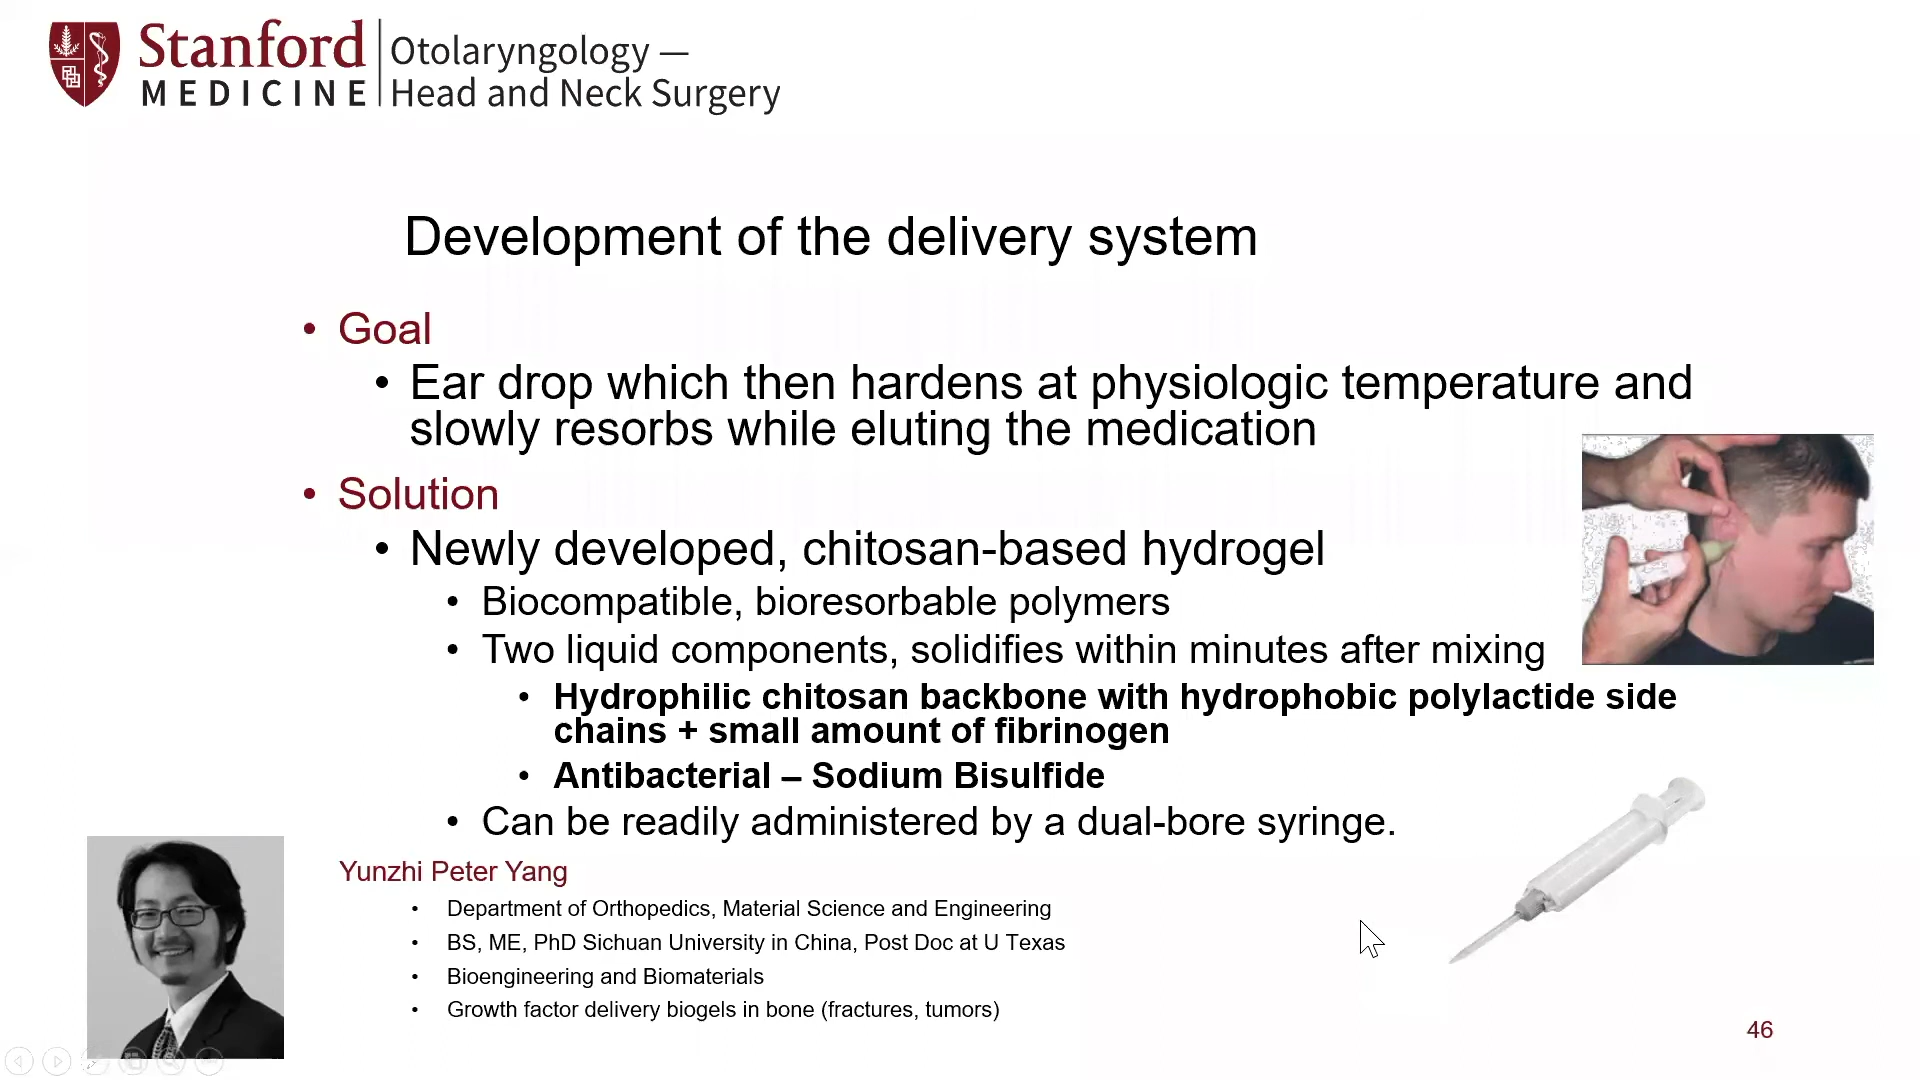 Stanford
MEDICINE
Otolaryngology —
Head and Neck Surgery
Development of the delivery system
• Goal
• Ear drop which then hardens at physiologic temperature and
slowly resorbs while eluting the medication
• Solution
• Newly developed, chitosan-based hydrogel
• Biocompatible, bioresorbable polymers
• Two liquid components, solidifies within minutes after mixing
• Hydrophilic chitosan backbone with hydrophobic polylactide side
chains + small amount of fibrinogen
• Antibacterial – Sodium Bisulfide
• Can be readily administered by a dual-bore syringe.
Yunzhi Peter Yang
• Department of Orthopedics, Material Science and Engineering
• BS, ME, PhD Sichuan University in China, Post Doc at U Texas
• Bioengineering and Biomaterials
• Growth factor delivery biogels in bone (fractures, tumors)
46